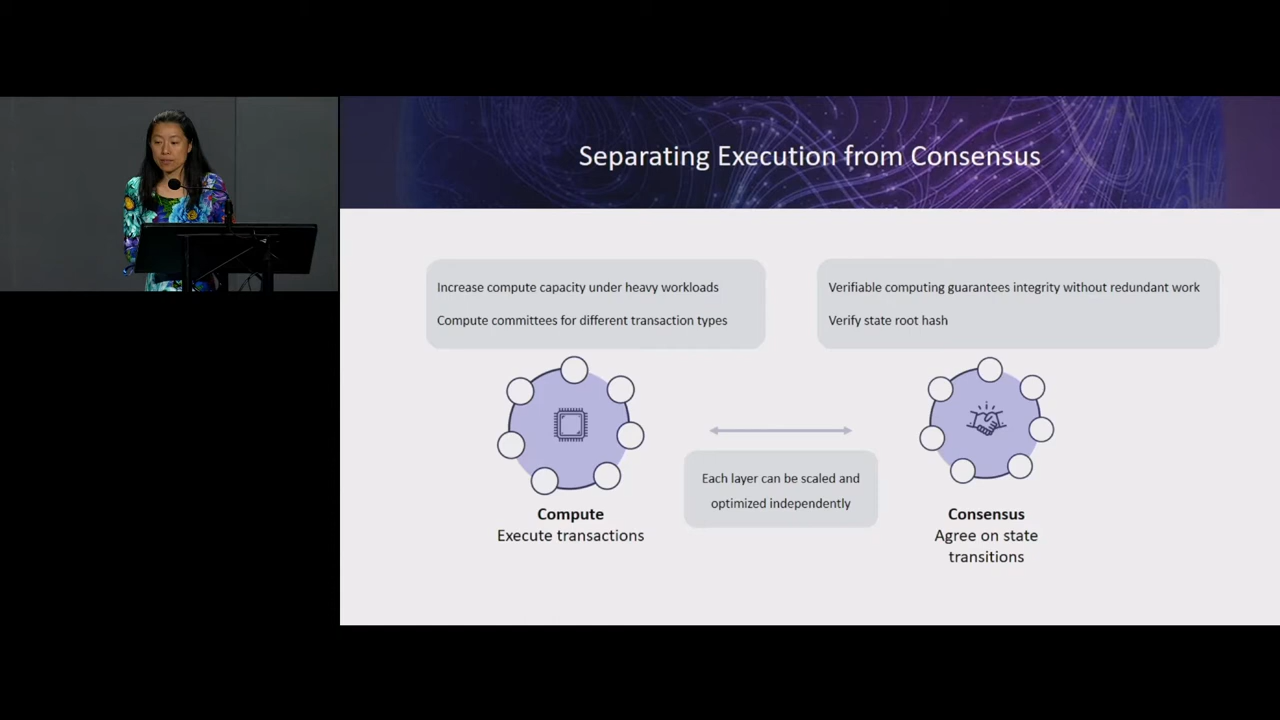 Separating Execution from Consensus
Increase compute capacity under heavy workloads
Compute committees for different transaction types
Verifiable computing guarantees integrity without redundant work
Verify state root hash
Each layer can be scaled and
optimized independently
Compute
Execute transactions
Consensus
Agree on state
transitions